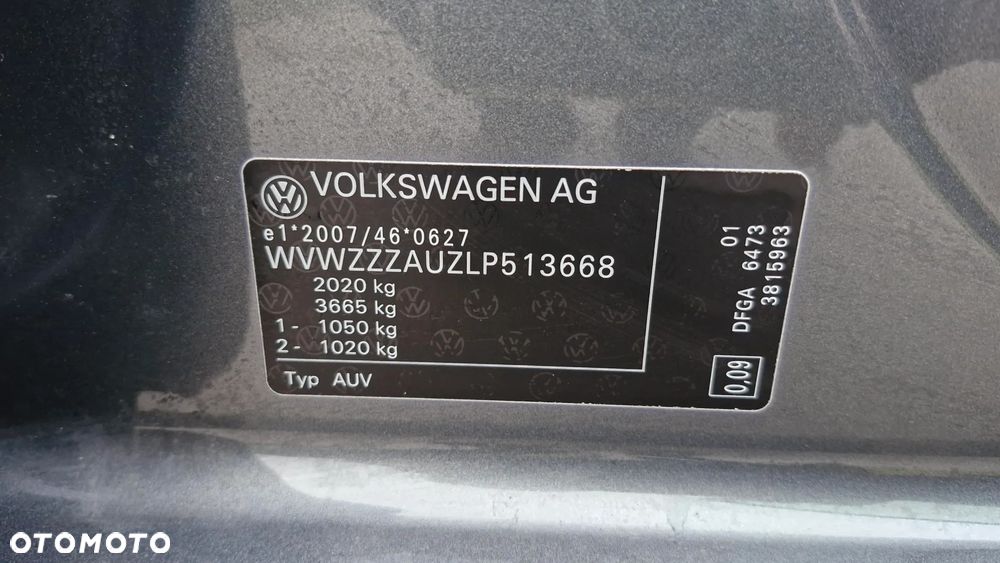 VOLKSWAGEN AG
e1*2007/46*0627
WVWZZZAUZLP513668
2020 kg
3665 kg
1 - 1050 kg
2 - 1020 kg
Typ AUV
01
DFGA 6473
3815963
0,09
OTOMOTO